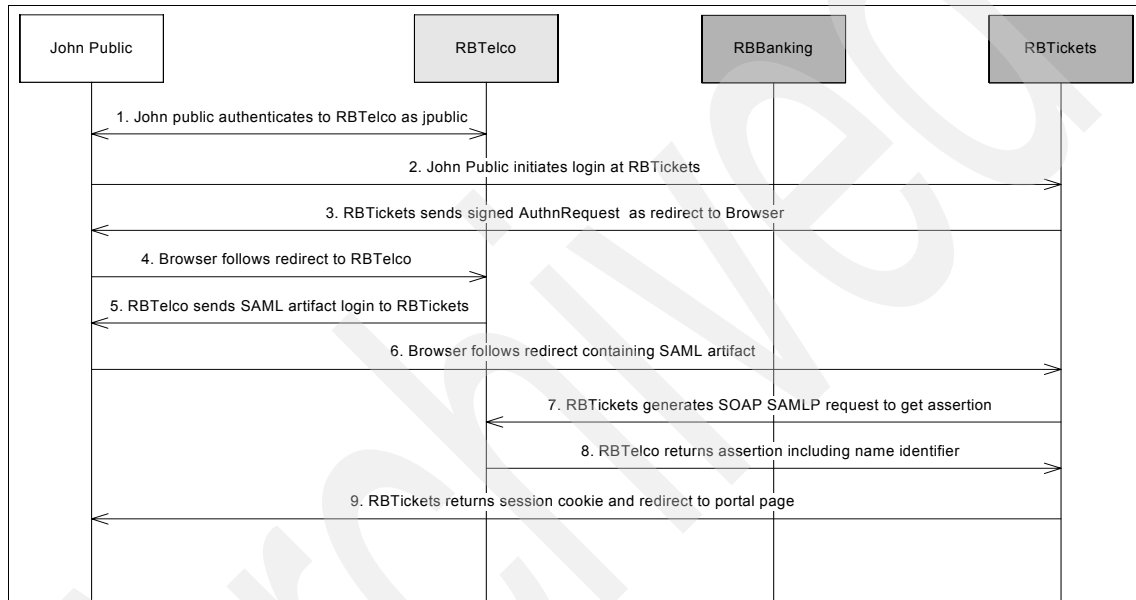 John Public
RBTelco
RBBanking
RBTickets
1. John public authenticates to RBTelco as jpublic
2. John Public initiates login at RBTickets
3. RBTickets sends signed AuthnRequest as redirect to Browser
4. Browser follows redirect to RBTelco
5. RBTelco sends SAML artifact login to RBTickets
6. Browser follows redirect containing SAML artifact
7. RBTickets generates SOAP SAMLP request to get assertion
8. RBTelco returns assertion including name identifier
9. RBTickets returns session cookie and redirect to portal page